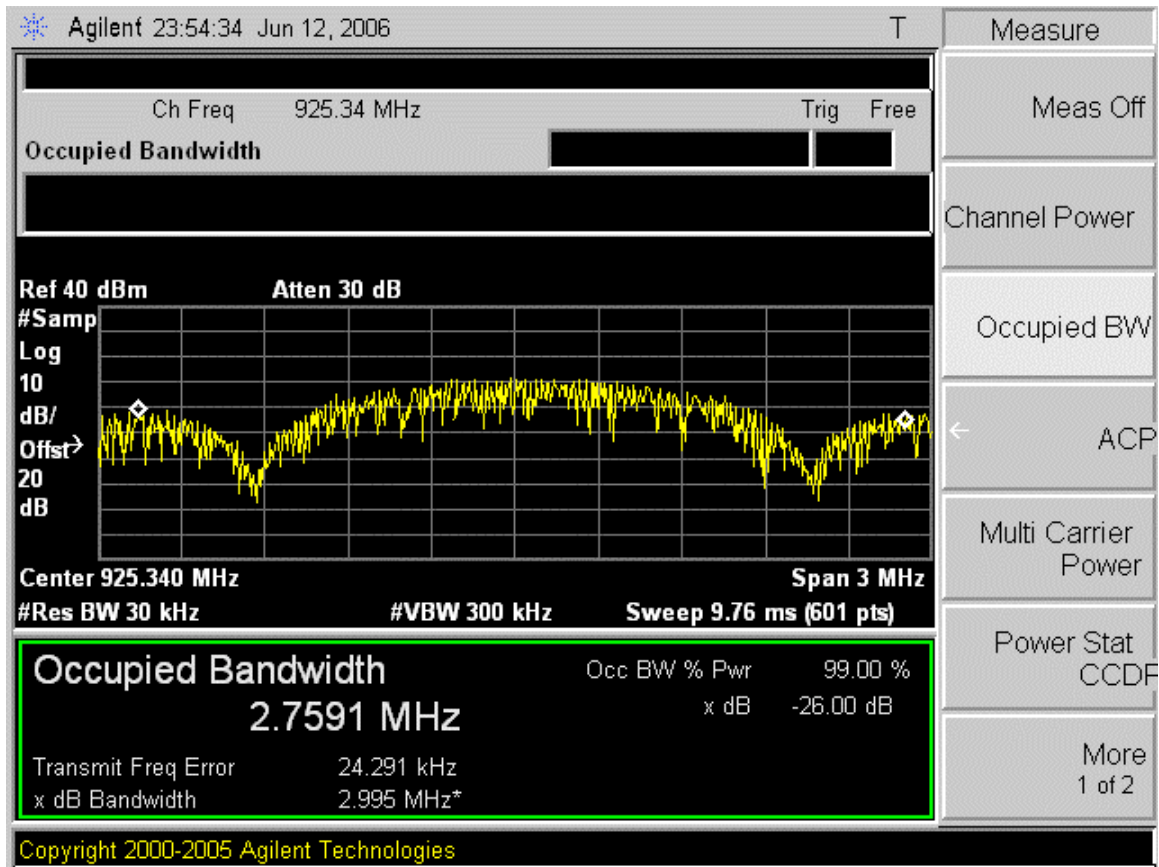 Agilent 23:54:34 Jun 12, 2006 T
Ch Freq 925.34 MHz Trig Free
Occupied Bandwidth
Ref 40 dBm Atten 30 dB
#Samp
Log
10
dB/
Offst
20
dB
Center 925.340 MHz Span 3 MHz
#Res BW 30 kHz #VBW 300 kHz Sweep 9.76 ms (601 pts)
Occupied Bandwidth
2.7591 MHz
Occ BW % Pwr 99.00 %
x dB -26.00 dB
Transmit Freq Error 24.291 kHz
x dB Bandwidth 2.995 MHz*
Copyright 2000-2005 Agilent Technologies
Measure
Meas Off
Channel Power
Occupied BW
ACP
Multi Carrier
Power
Power Stat
CCDF
More
1 of 2